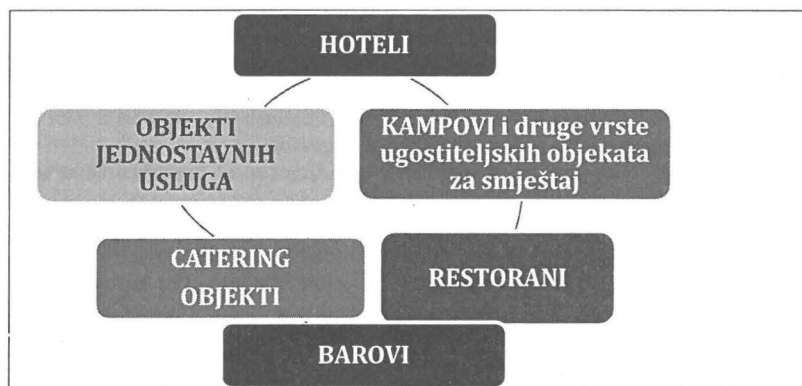 HOTELI
OBJEKTI
JEDNOSTAVNIH
USLUGA
KAMPOVI i druge vrste
ugostiteljskih objekata
za smještaj
CATERING
OBJEKTI
RESTORANI
BAROVI